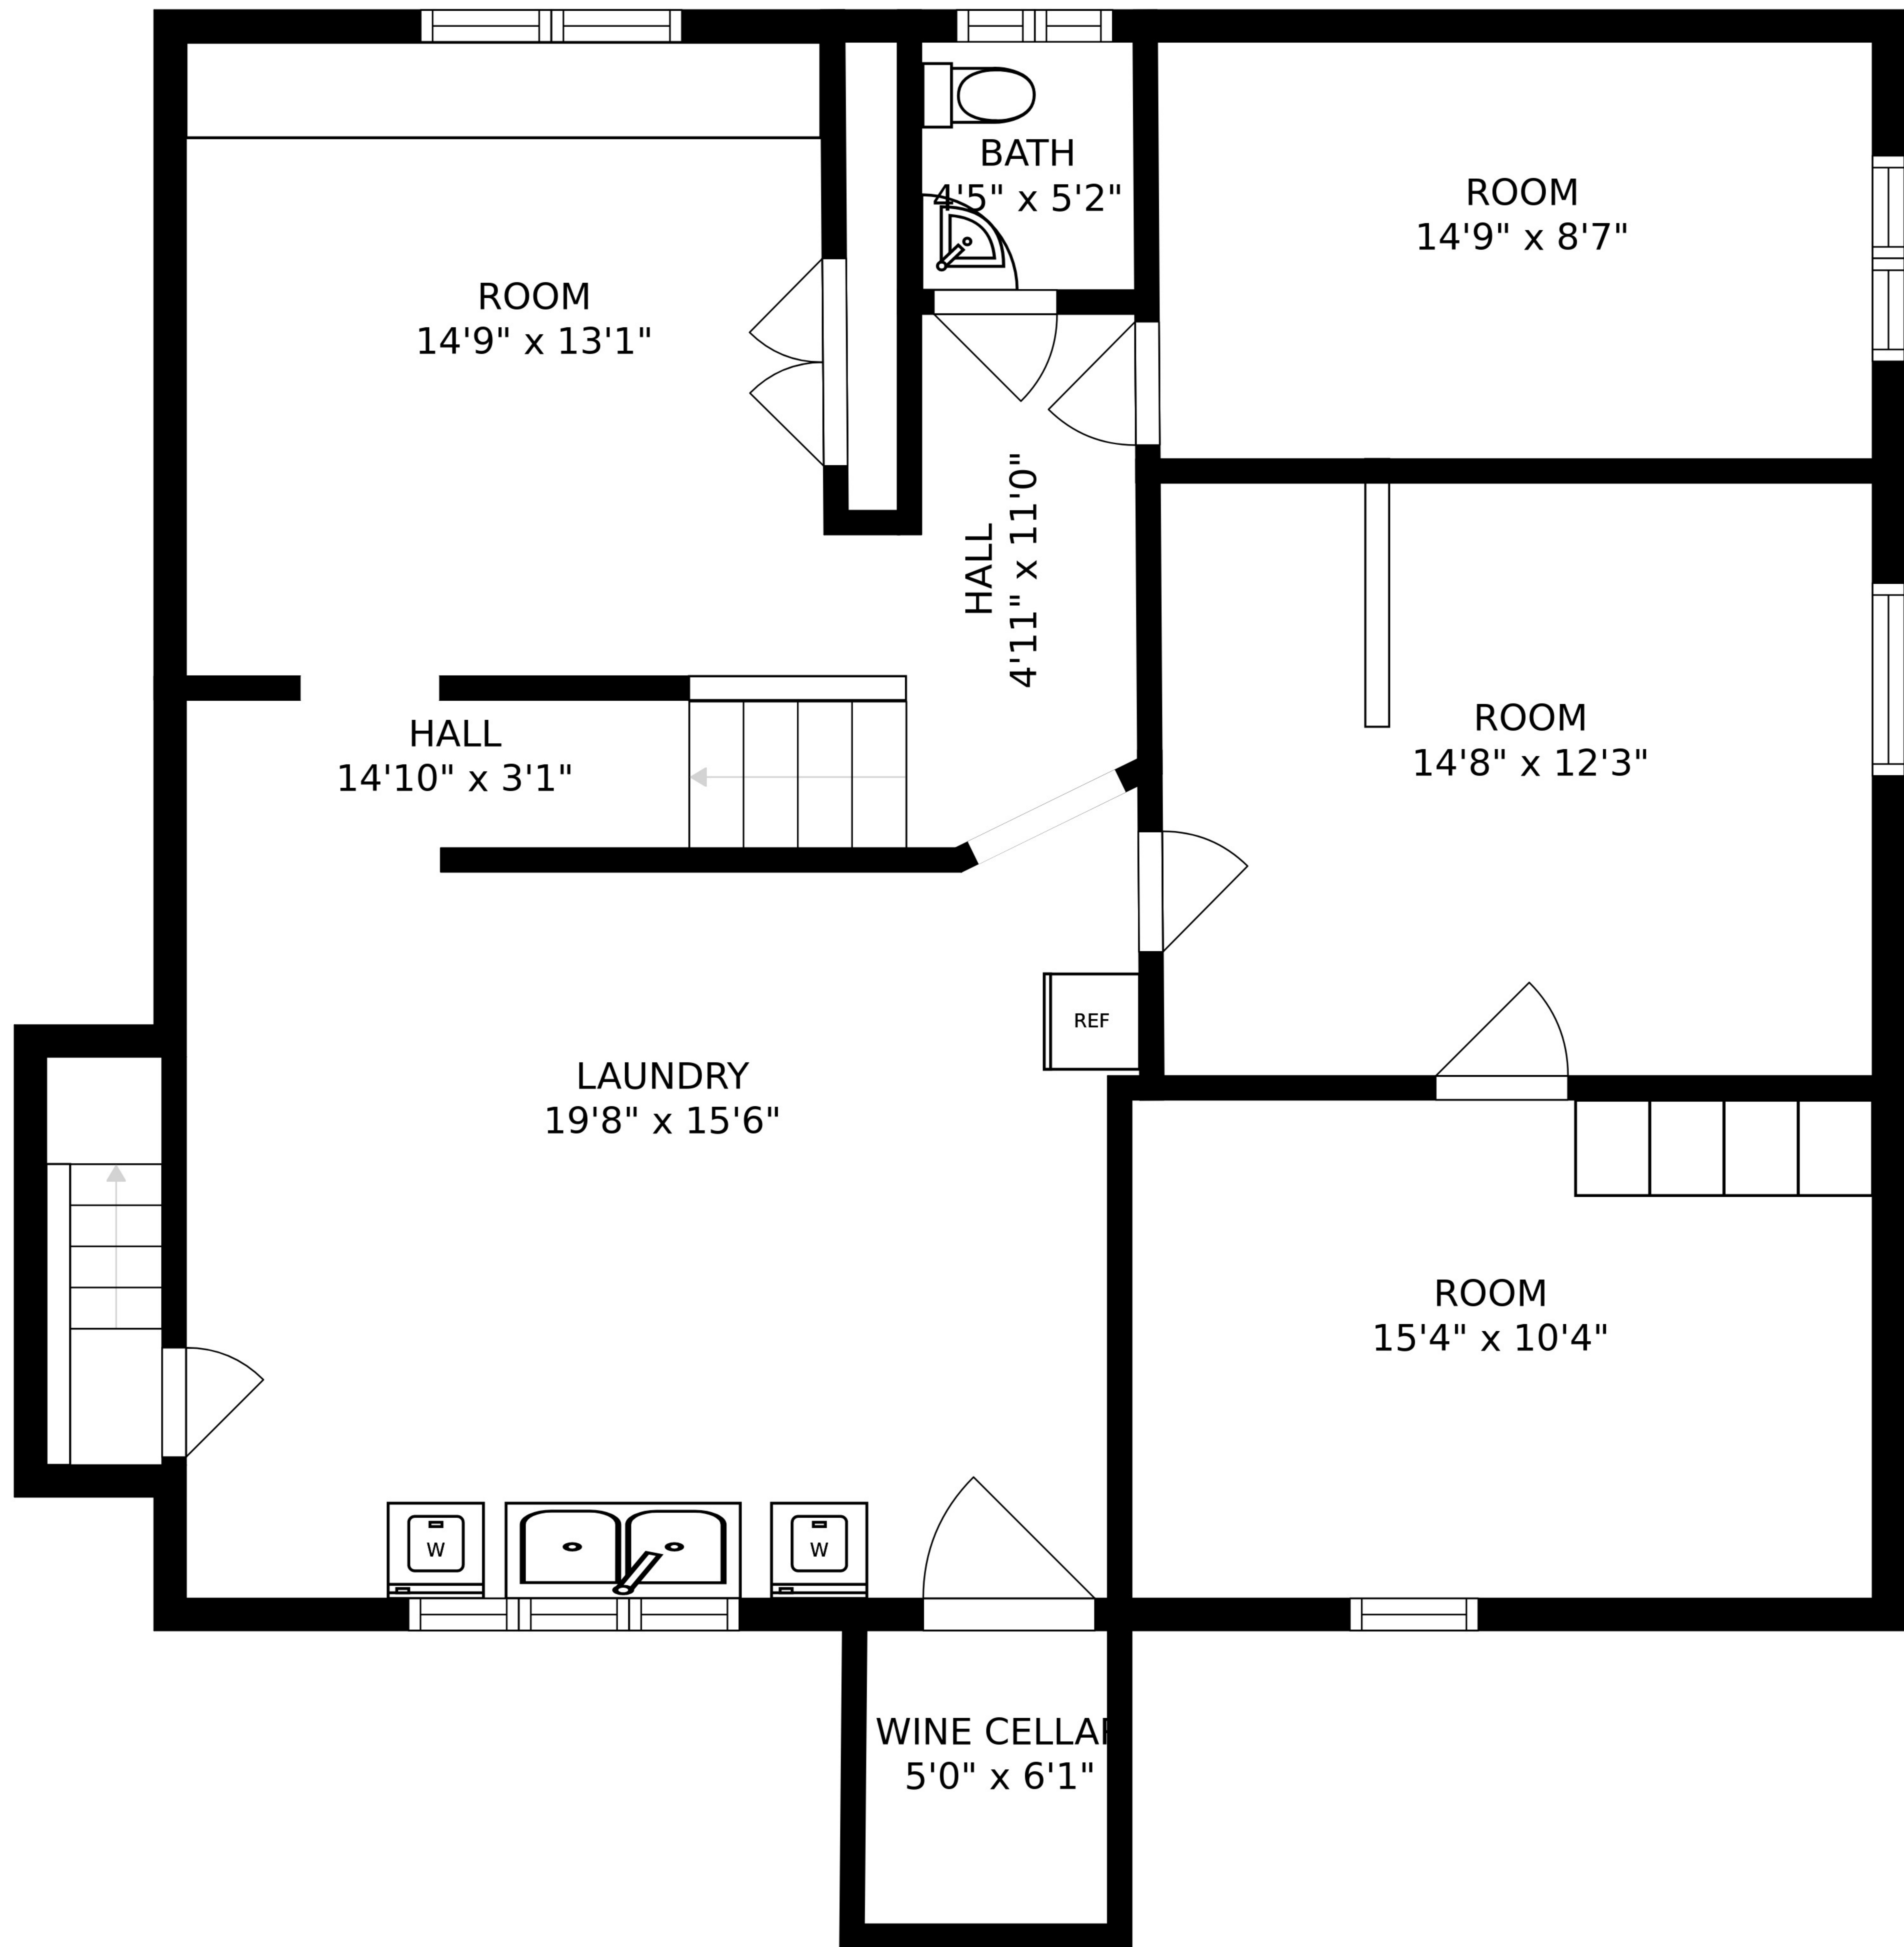 BATH
4'5" x 5'2"
ROOM
14'9" x 8'7"
ROOM
14'9" x 13'1"
HALL
4'11" x 11'0"
HALL
14'10" x 3'1"
ROOM
14'8" x 12'3"
REF
LAUNDRY
19'8" x 15'6"
ROOM
15'4" x 10'4"
W
W
WINE CELLAR
5'0" x 6'1"